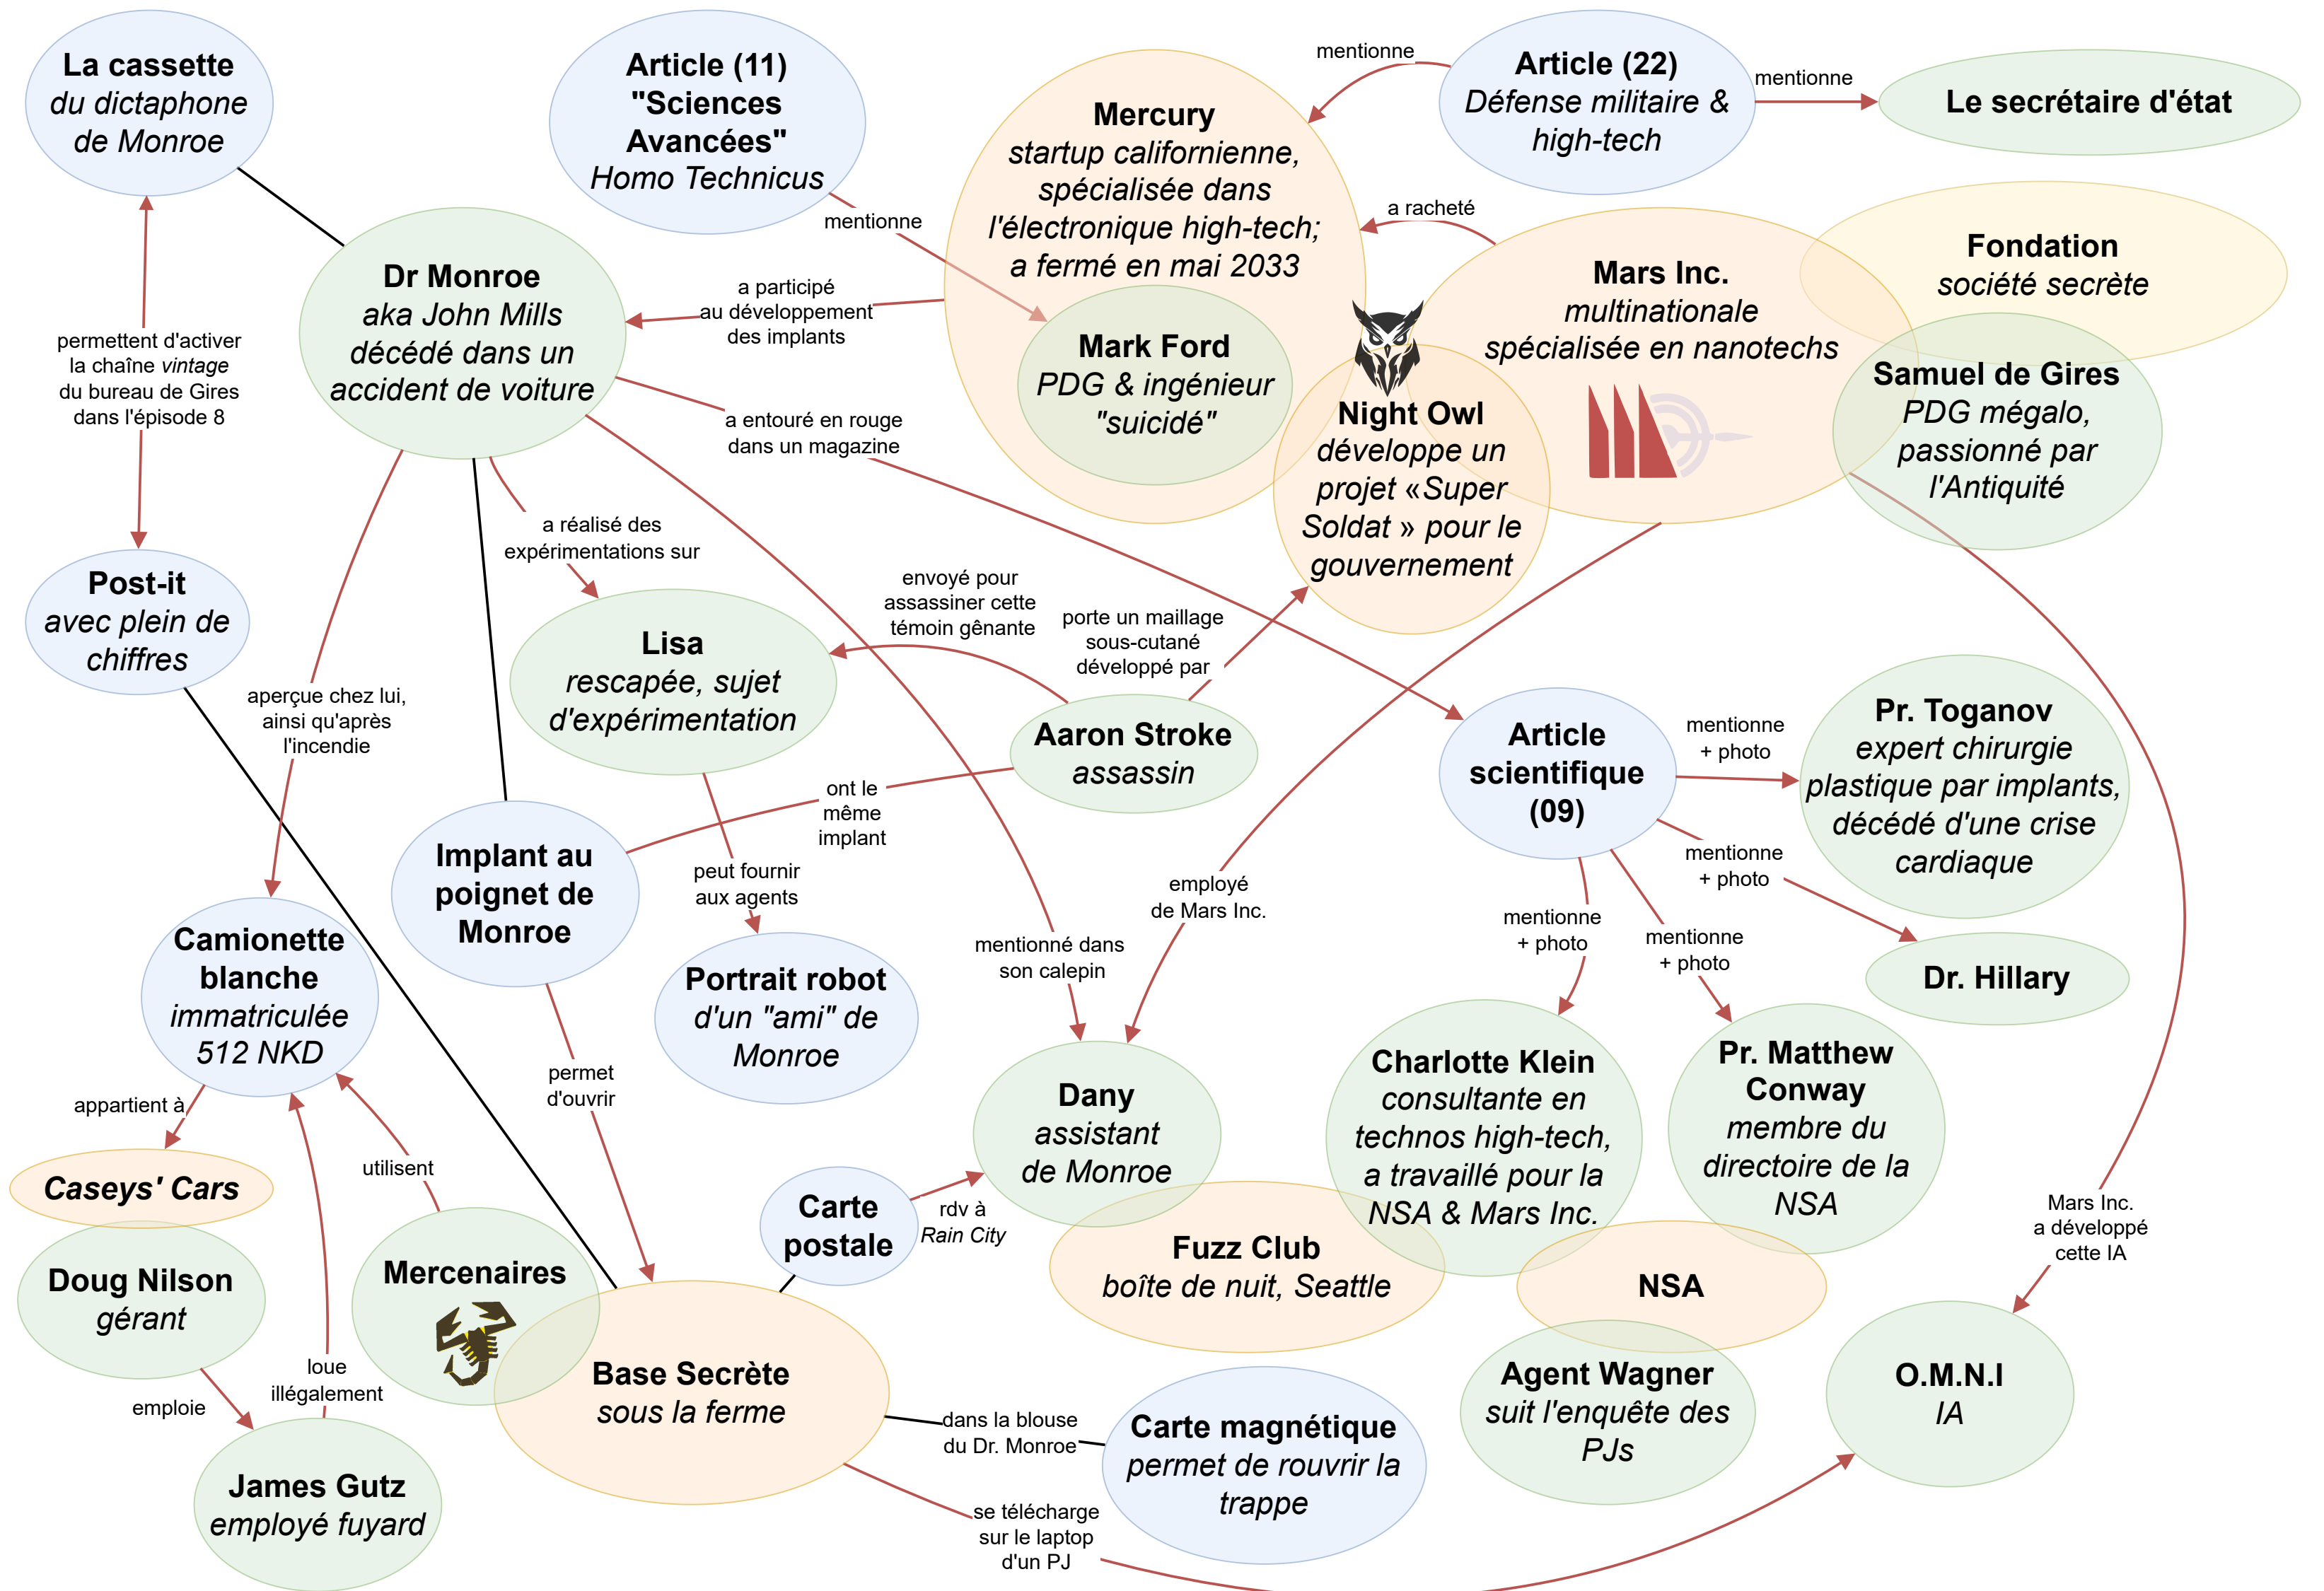 La cassette
du dictaphone
de Monroe
Article (11)
"Sciences
Avancées"
Homo Technicus
mentionne
Mercury
startup californienne,
spécialisée dans
l'électronique high-tech;
a fermé en mai 2033
mentionne
Article (22)
Défense militaire &
high-tech
mentionne
Le secrétaire d'état
a racheté
Mars Inc.
multinationale
spécialisée en nanotechs
Fondation
société secrète
Samuel de Gires
PDG mégalo,
passionné par
l'Antiquité
Dr Monroe
aka John Mills
décédé dans un
accident de voiture
a participé
au développement
des implants
Mark Ford
PDG & ingénieur
"suicidé"
Night Owl
développe un
projet «Super
Soldat » pour le
gouvernement
permettent d'activer
la chaîne vintage
du bureau de Gires
dans l'épisode 8
a entouré en rouge
dans un magazine
a réalisé des
expérimentations sur
Post-it
avec plein de
chiffres
envoyé pour
assassiner cette
témoin gênante
porte un maillage
sous-cutané
développé par
Lisa
rescapée, sujet
d'expérimentation
aperçue chez lui,
ainsi qu'après
l'incendie
Aaron Stroke
assassin
Article
scientifique
(09)
mentionne
+ photo
Pr. Toganov
expert chirurgie
plastique par implants,
décédé d'une crise
cardiaque
ont le
même
implant
Implant au
poignet de
Monroe
peut fournir
aux agents
employé
de Mars Inc.
mentionne
+ photo
mentionne
+ photo
mentionne
+ photo
Dr. Hillary
Camionette
blanche
immatriculée
512 NKD
Portrait robot
d'un "ami" de
Monroe
mentionné dans
son calepin
permet
d'ouvrir
Dany
assistant
de Monroe
Charlotte Klein
consultante en
technos high-tech,
a travaillé pour la
NSA & Mars Inc.
Pr. Matthew
Conway
membre du
directoire de la
NSA
appartient à
Caseys' Cars
utilisent
Carte
postale
rdv à
Rain City
Mars Inc.
a développé
cette IA
Doug Nilson
gérant
Mercenaires
Fuzz Club
boîte de nuit, Seattle
NSA
loue
illégalement
emploie
Base Secrète
sous la ferme
dans la blouse
du Dr. Monroe
Carte magnétique
permet de rouvrir la
trappe
Agent Wagner
suit l'enquête des
PJs
O.M.N.I
IA
James Gutz
employé fuyard
se télécharge
sur le laptop
d'un PJ